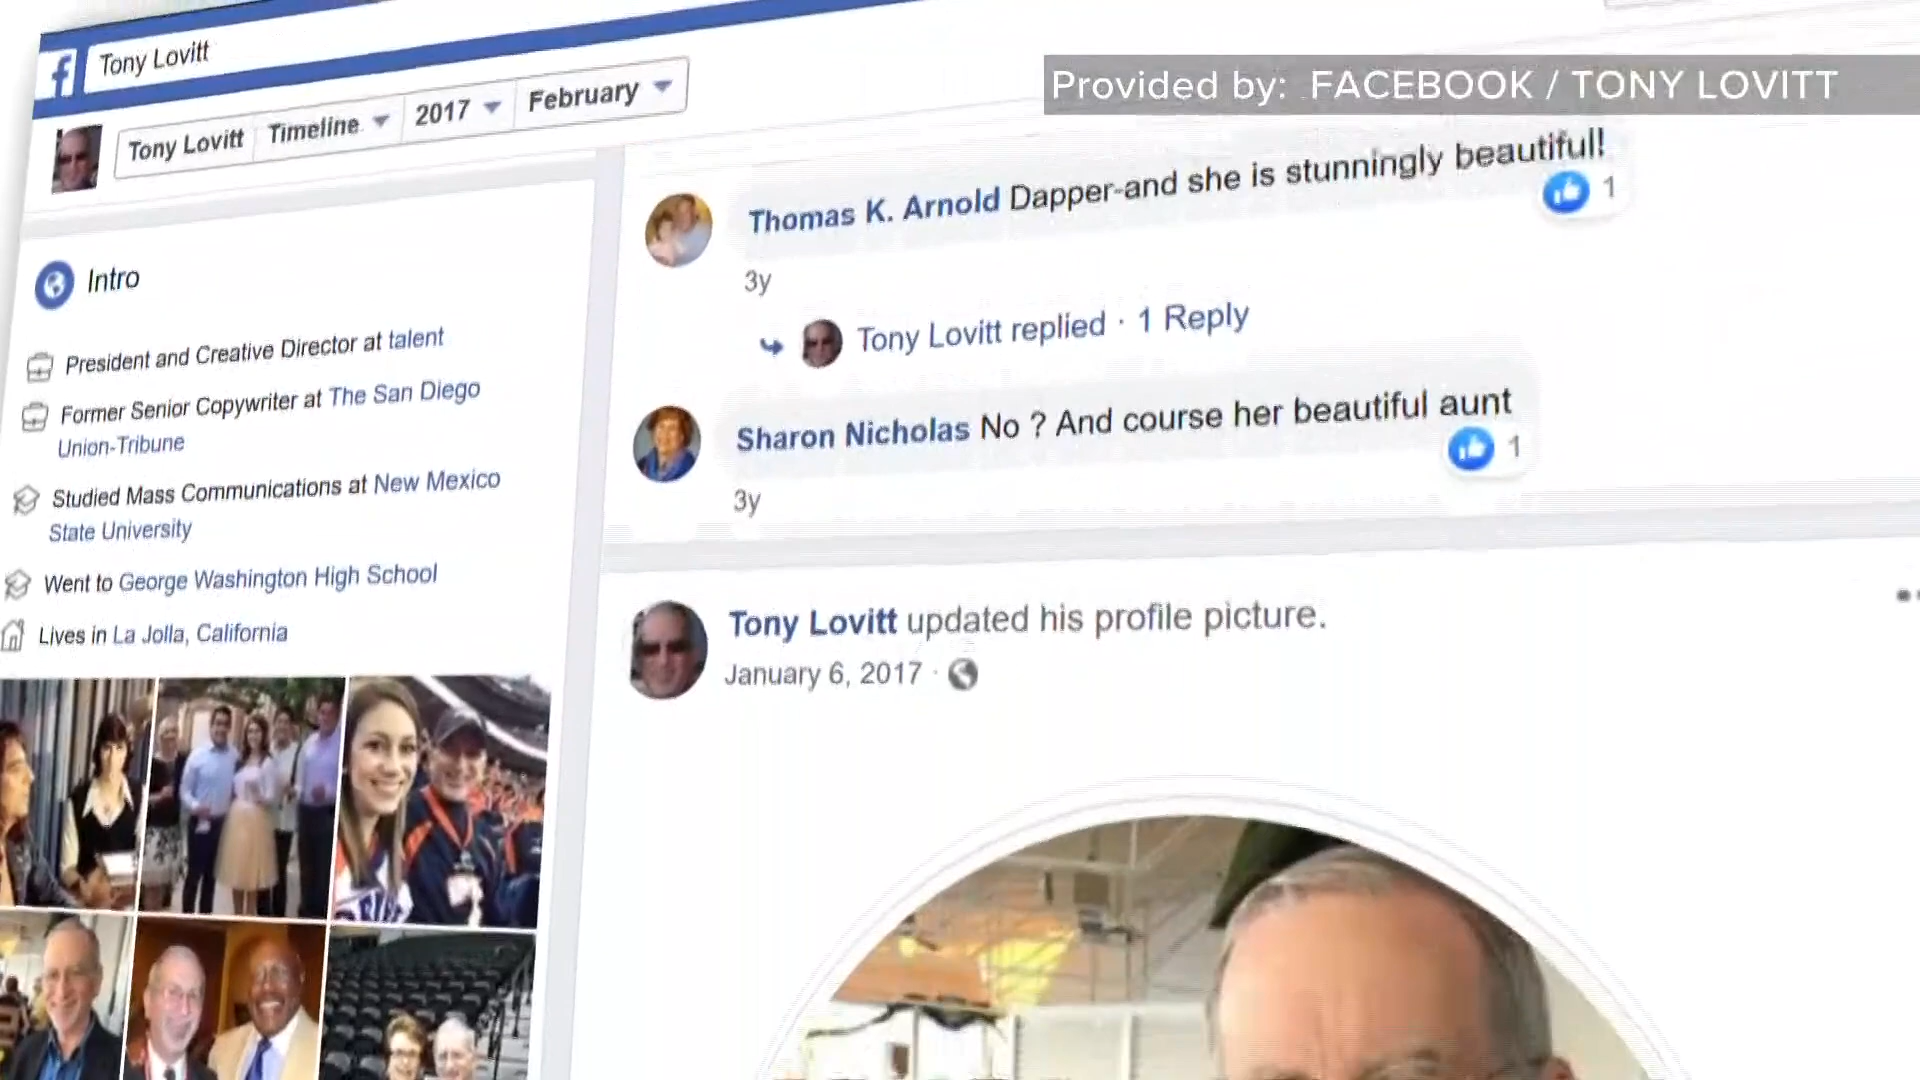 Tony Lovitt
Provided by: FACEBOOK / TONY LOVITT
Tony Lovitt Timeline 2017 February
Intro
President and Creative Director at talent
Former Senior Copywriter at The San Diego
Union-Tribune
Studied Mass Communications at New Mexico
State University
Went to George Washington High School
Lives in La Jolla, California
Thomas K. Arnold Dapper-and she is stunningly beautiful!
1
3y
Tony Lovitt replied · 1 Reply
Sharon Nicholas No ? And course her beautiful aunt
1
3y
Tony Lovitt updated his profile picture.
January 6, 2017 ·